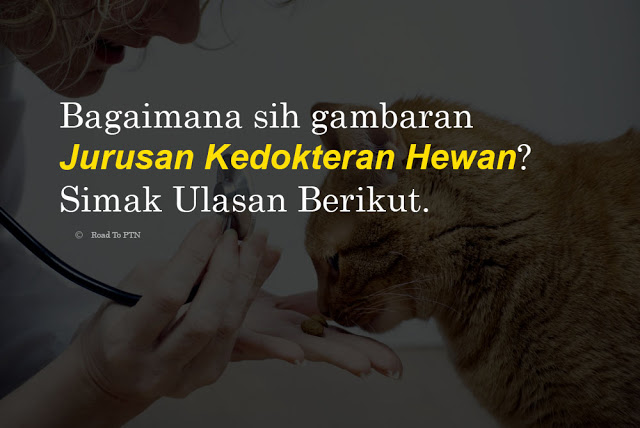 Bagaimana sih gambaran
Jurusan Kedokteran Hewan?
Simak Ulasan Berikut.
© Road To PTN